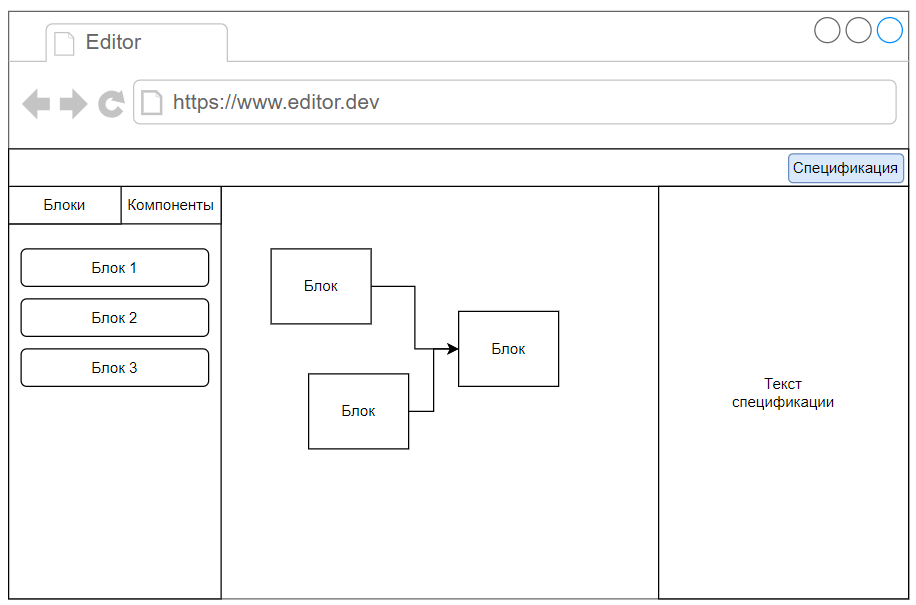 Editor
https://www.editor.dev
Спецификация
Блоки
Компоненты
Блок 1
Блок 2
Блок 3
Блок
Блок
Блок
Текст
спецификации